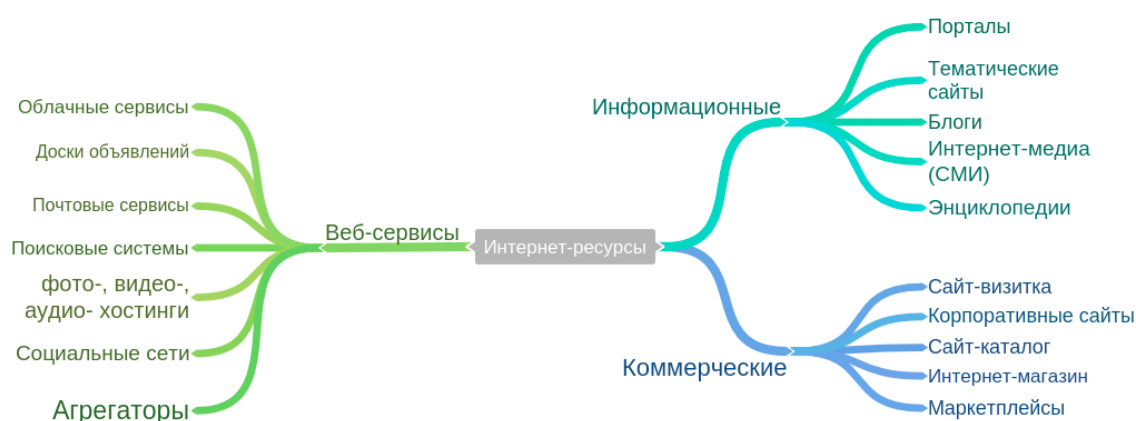 Интернет-ресурсы
Веб-сервисы
Облачные сервисы
Доски объявлений
Почтовые сервисы
Поисковые системы
фото-, видео-,
аудио- хостинги
Социальные сети
Агрегаторы
Информационные
Порталы
Тематические
сайты
Блоги
Интернет-медиа
(СМИ)
Энциклопедии
Коммерческие
Сайт-визитка
Корпоративные сайты
Сайт-каталог
Интернет-магазин
Маркетплейсы